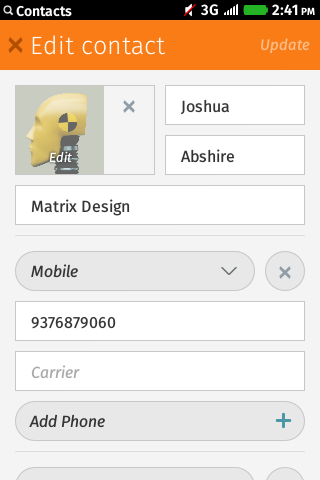 Contacts 3G 2:41 PM
Edit contact Update
Edit
Joshua
Abshire
Matrix Design
Mobile
9376879060
Carrier
Add Phone